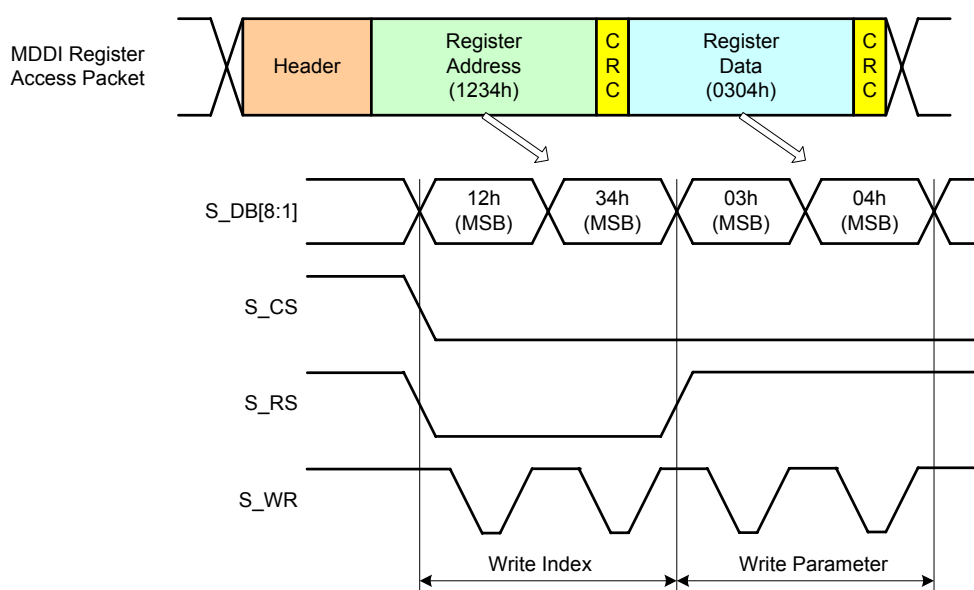 MDDI Register
Access Packet
Header
Register
Address
(1234h)
C
R
C
Register
Data
(0304h)
C
R
C
S_DB[8:1]
12h
(MSB)
34h
(MSB)
03h
(MSB)
04h
(MSB)
S_CS
S_RS
S_WR
Write Index
Write Parameter